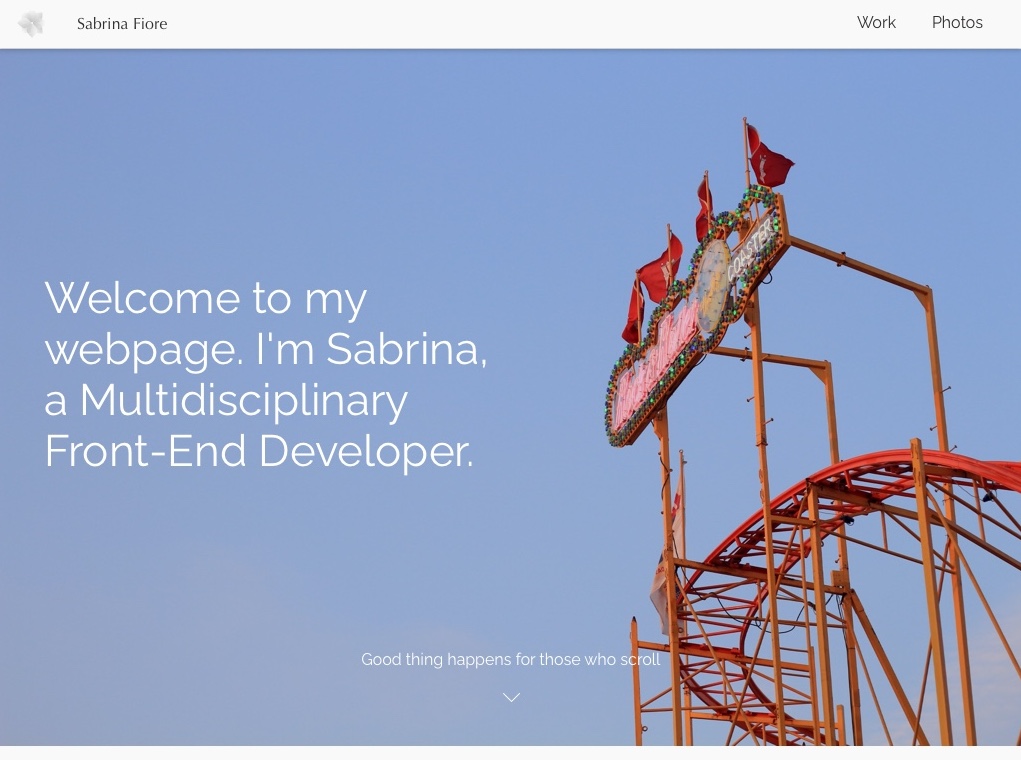 Sabrina Fiore
Work
Photos
COASTER
Welcome to my
webpage. I'm Sabrina,
a Multidisciplinary
Front-End Developer.
Good thing happens for those who scroll